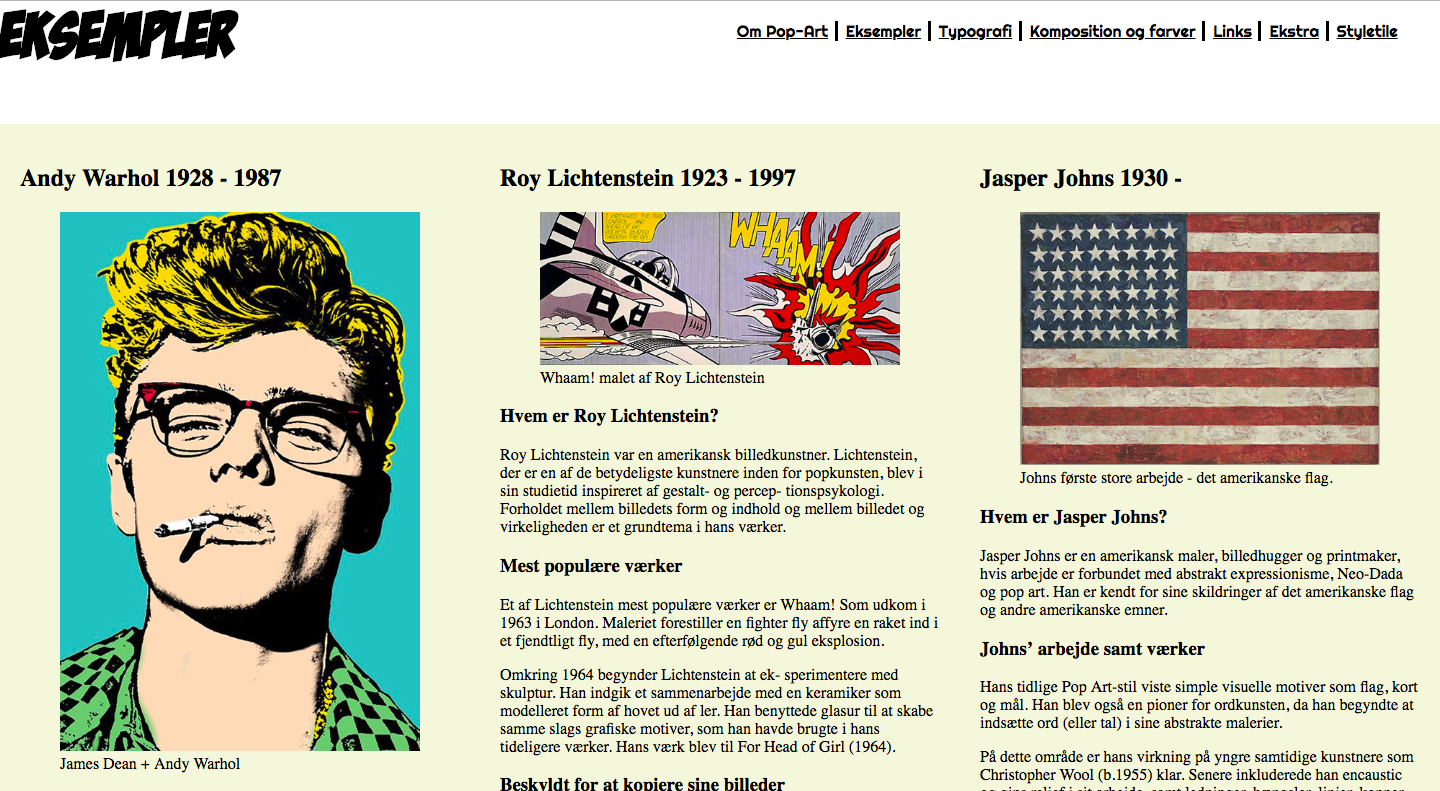 EKSEMPLER
Om Pop-Art | Eksempler | Typografi | Komposition og farver | Links | Ekstra | Styletile
Andy Warhol 1928 - 1987
James Dean + Andy Warhol
Roy Lichtenstein 1923 - 1997
WHAAM!
Whaam! malet af Roy Lichtenstein
Hvem er Roy Lichtenstein?
Roy Lichtenstein var en amerikansk billedkunstner. Lichtenstein,
der er en af de betydeligste kunstnere inden for popkunsten, blev i
sin studietid inspireret af gestalt- og percep- tionspsykologi.
Forholdet mellem billedets form og indhold og mellem billedet og
virkeligheden er et grundtema i hans værker.
Mest populære værker
Et af Lichtenstein mest populære værker er Whaam! Som udkom i
1963 i London. Maleriet forestiller en fighter fly affyre en raket ind i
et fjendtligt fly, med en efterfølgende rød og gul eksplosion.
Omkring 1964 begynder Lichtenstein at ek- sperimentere med
skulptur. Han indgik et sammenarbejde med en keramiker som
modelleret form af hovet ud af ler. Han benyttede glasur til at skabe
samme slags grafiske motiver, som han havde brugte i hans
tideligere værker. Hans værk blev til For Head of Girl (1964).
Beskyldt for at kopiere sine billeder
Jasper Johns 1930 -
Johns første store arbejde - det amerikanske flag.
Hvem er Jasper Johns?
Jasper Johns er en amerikansk maler, billedhugger og printmaker,
hvis arbejde er forbundet med abstrakt expressionisme, Neo-Dada
og pop art. Han er kendt for sine skildringer af det amerikanske flag
og andre amerikanske emner.
Johns’ arbejde samt værker
Hans tidlige Pop Art-stil viste simple visuelle motiver som flag, kort
og mål. Han blev også en pioner for ordkunsten, da han begyndte at
indsætte ord (eller tal) i sine abstrakte malerier.
På dette område er hans virkning på yngre samtidige kunstnere som
Christopher Wool (b.1955) klar. Senere inkluderede han encaustic